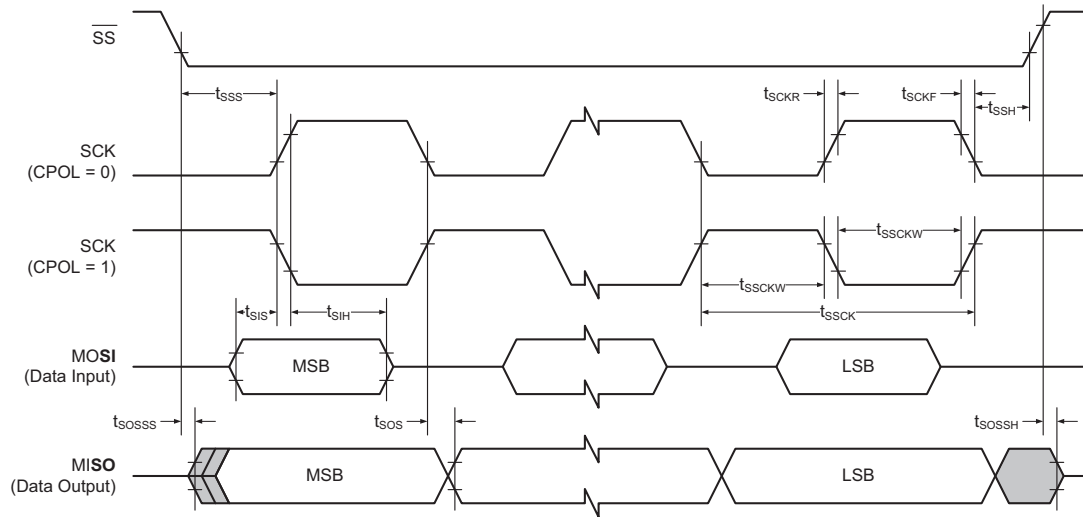 SS
tSSS
tSCKR
tSCKF
tSSH
SCK
(CPOL = 0)
SCK
(CPOL = 1)
tSSCKW
tSSCKW
tSIS
tSIH
tSSCK
MOSI
(Data Input)
MSB
LSB
tSOSSS
tSOS
tSOSSH
MISO
(Data Output)
MSB
LSB